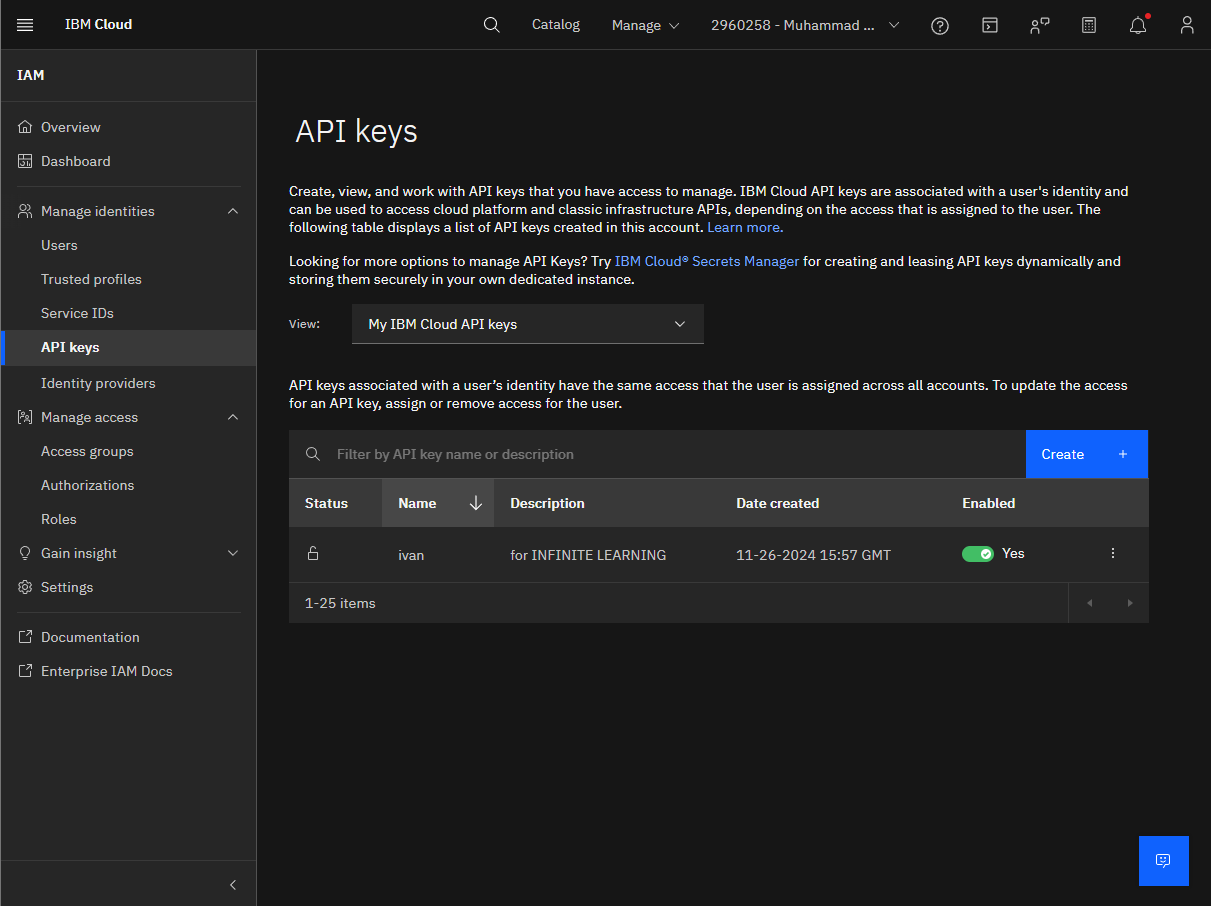 IBM Cloud
Catalog
Manage
2960258 - Muhammad ...
IAM
Overview
Dashboard
Manage identities
Users
Trusted profiles
Service IDs
API keys
Identity providers
Manage access
Access groups
Authorizations
Roles
Gain insight
Settings
Documentation
Enterprise IAM Docs
API keys
Create, view, and work with API keys that you have access to manage. IBM Cloud API keys are associated with a user's identity and
can be used to access cloud platform and classic infrastructure APIs, depending on the access that is assigned to the user. The
following table displays a list of API keys created in this account. Learn more.
Looking for more options to manage API Keys? Try IBM Cloud® Secrets Manager for creating and leasing API keys dynamically and
storing them securely in your own dedicated instance.
View:
My IBM Cloud API keys
API keys associated with a user’s identity have the same access that the user is assigned across all accounts. To update the access
for an API key, assign or remove access for the user.
Filter by API key name or description
Create +
Status Name Description Date created Enabled
ivan for INFINITE LEARNING 11-26-2024 15:57 GMT Yes
1-25 items